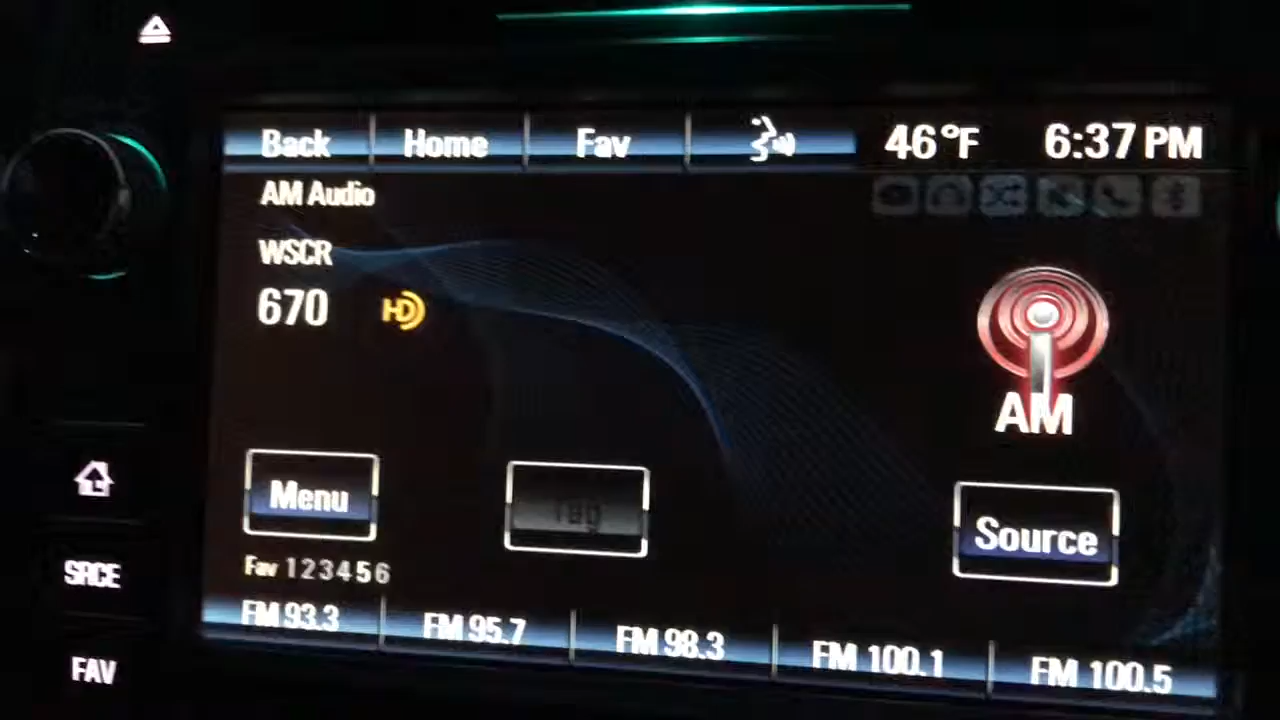 Back Home Fav 46°F 6:37 PM
AM Audio
WSCR
670 HD
AM
Menu Tag Source
Fav 1 2 3 4 5 6
FM 93.3 FM 95.7 FM 98.3 FM 100.1 FM 100.5
SRCE
FAV